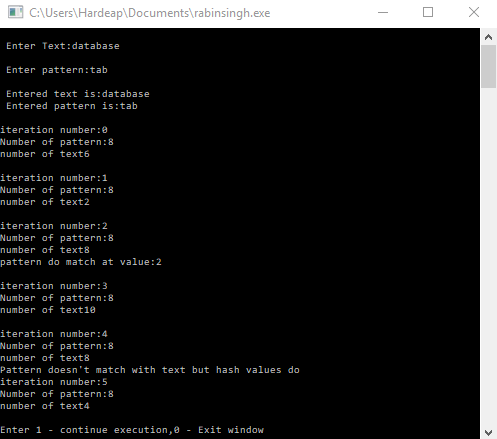 C:\Users\Hardeap\Documents\rabinsingh.exe
Enter Text:database
Enter pattern:tab
Entered text is:database
Entered pattern is:tab
iteration number:0
Number of pattern:8
number of text6
iteration number:1
Number of pattern:8
number of text2
iteration number:2
Number of pattern:8
number of text8
pattern do match at value:2
iteration number:3
Number of pattern:8
number of text10
iteration number:4
Number of pattern:8
number of text8
Pattern doesn't match with text but hash values do
iteration number:5
Number of pattern:8
number of text4
Enter 1 - continue execution,0 - Exit window